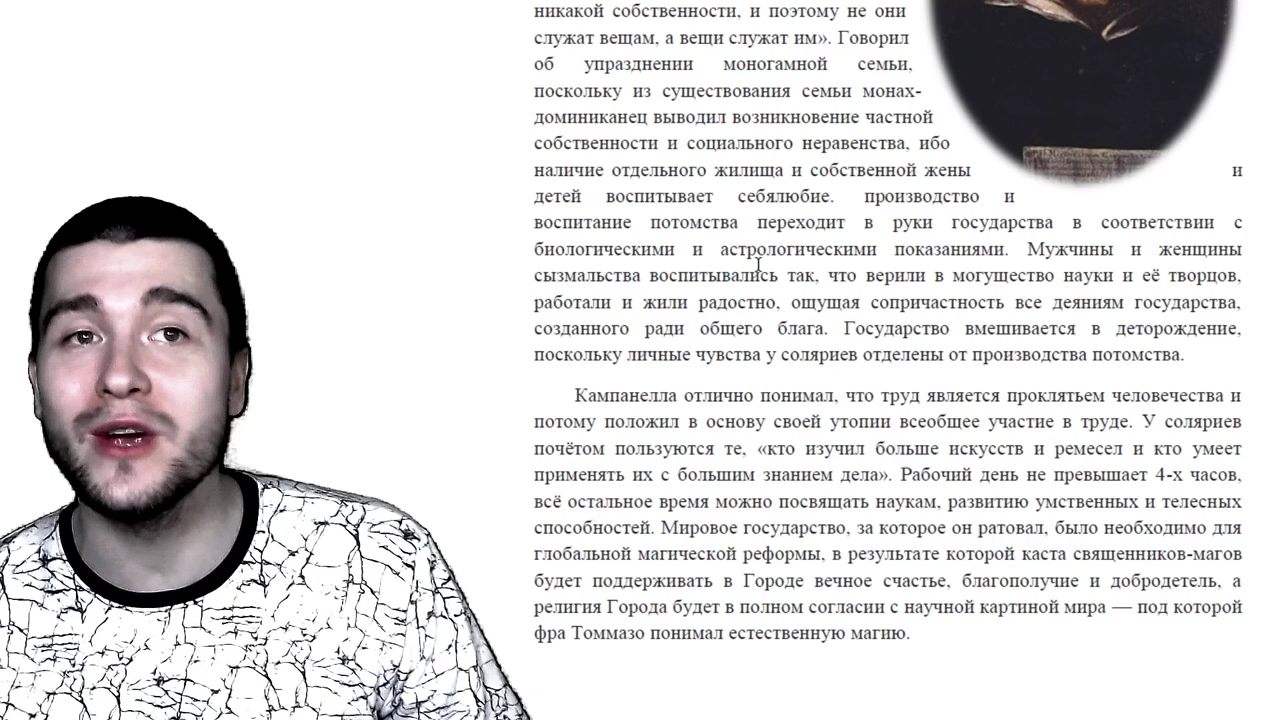 никакой собственности, и поэтому не они
служат вещам, а вещи служат им». Говорил
об упразднении моногамной семьи,
поскольку из существования семьи монах-
доминиканец выводил возникновение частной
собственности и социального неравенства, ибо
наличие отдельного жилища и собственной жены и
детей воспитывает себялюбие. производство и
воспитание потомства переходит в руки государства в соответствии с
биологическими и астрологическими показаниями. Мужчины и женщины
сызмальства воспитывались так, что верили в могущество науки и её творцов,
работали и жили радостно, ощущая сопричастность все деяниям государства,
созданного ради общего блага. Государство вмешивается в деторождение,
поскольку личные чувства у соляриев отделены от производства потомства.
Кампанелла отлично понимал, что труд является проклятьем человечества и
потому положил в основу своей утопии всеобщее участие в труде. У соляриев
почётом пользуются те, «кто изучил больше искусств и ремесел и кто умеет
применять их с большим знанием дела». Рабочий день не превышает 4-х часов,
всё остальное время можно посвящать наукам, развитию умственных и телесных
способностей. Мировое государство, за которое он ратовал, было необходимо для
глобальной магической реформы, в результате которой каста священников-магов
будет поддерживать в Городе вечное счастье, благополучие и добродетель, а
религия Города будет в полном согласии с научной картиной мира — под которой
фра Томмазо понимал естественную магию.